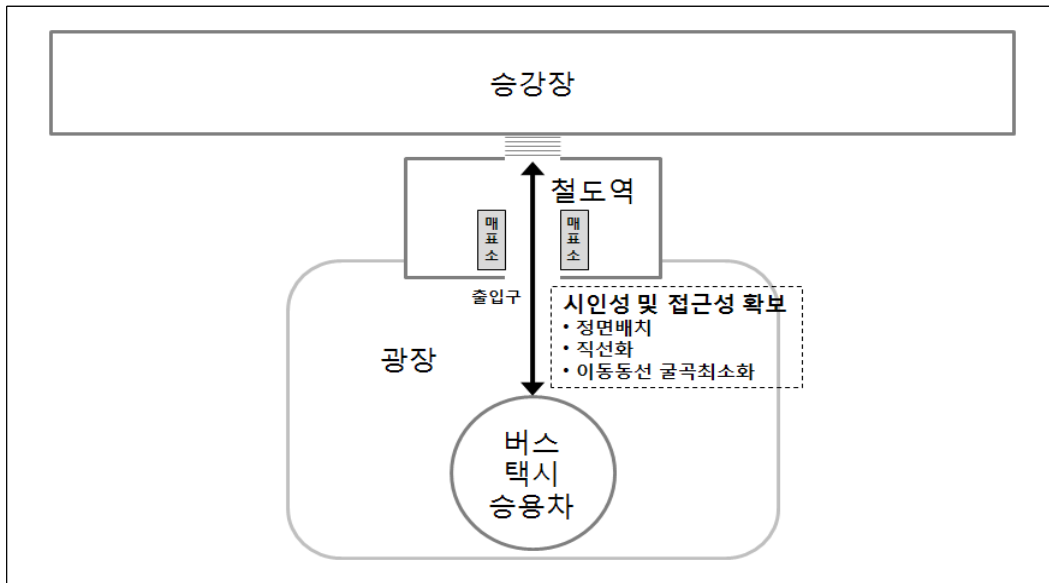 승강장
철도역
매표소
매표소
출입구
시인성 및 접근성 확보
• 정면배치
• 직선화
• 이동동선 굴곡최소화
광장
버스
택시
승용차